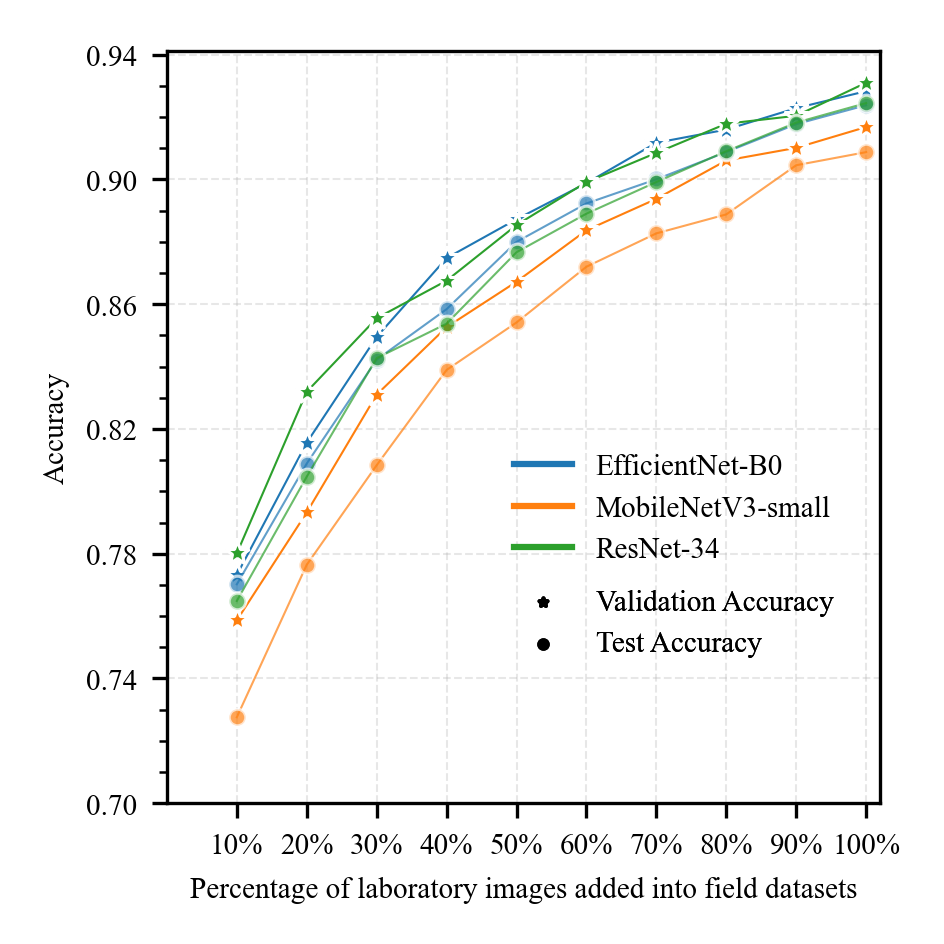 0.94
0.90
0.86
0.82
0.78
0.74
0.70
Accuracy
EfficientNet-B0
MobileNetV3-small
ResNet-34
Validation Accuracy
Test Accuracy
10% 20% 30% 40% 50% 60% 70% 80% 90% 100%
Percentage of laboratory images added into field datasets